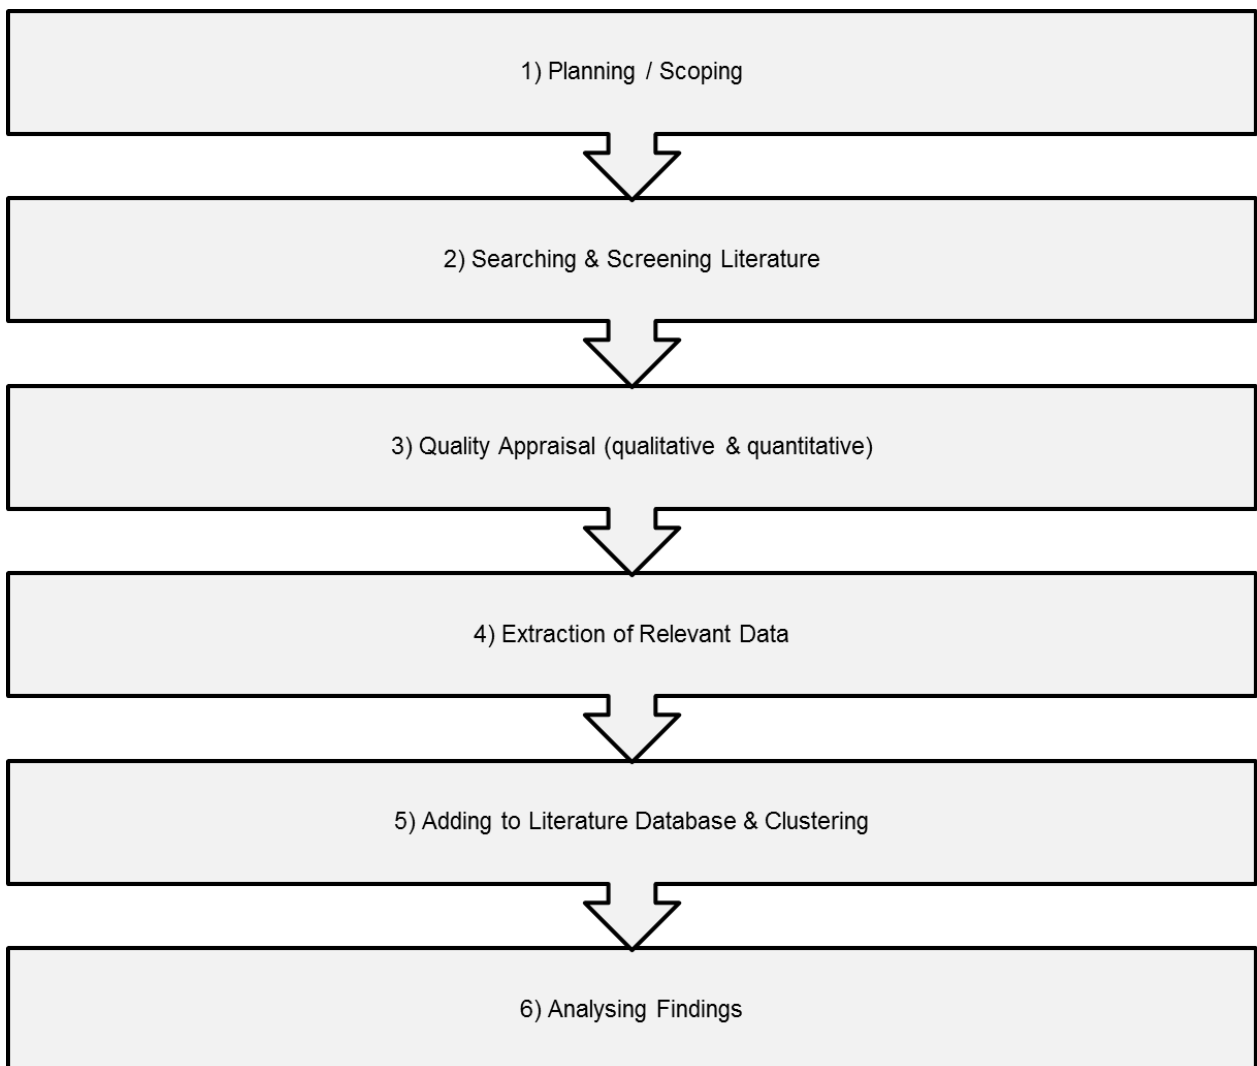 1) Planning / Scoping
2) Searching & Screening Literature
3) Quality Appraisal (qualitative & quantitative)
4) Extraction of Relevant Data
5) Adding to Literature Database & Clustering
6) Analysing Findings